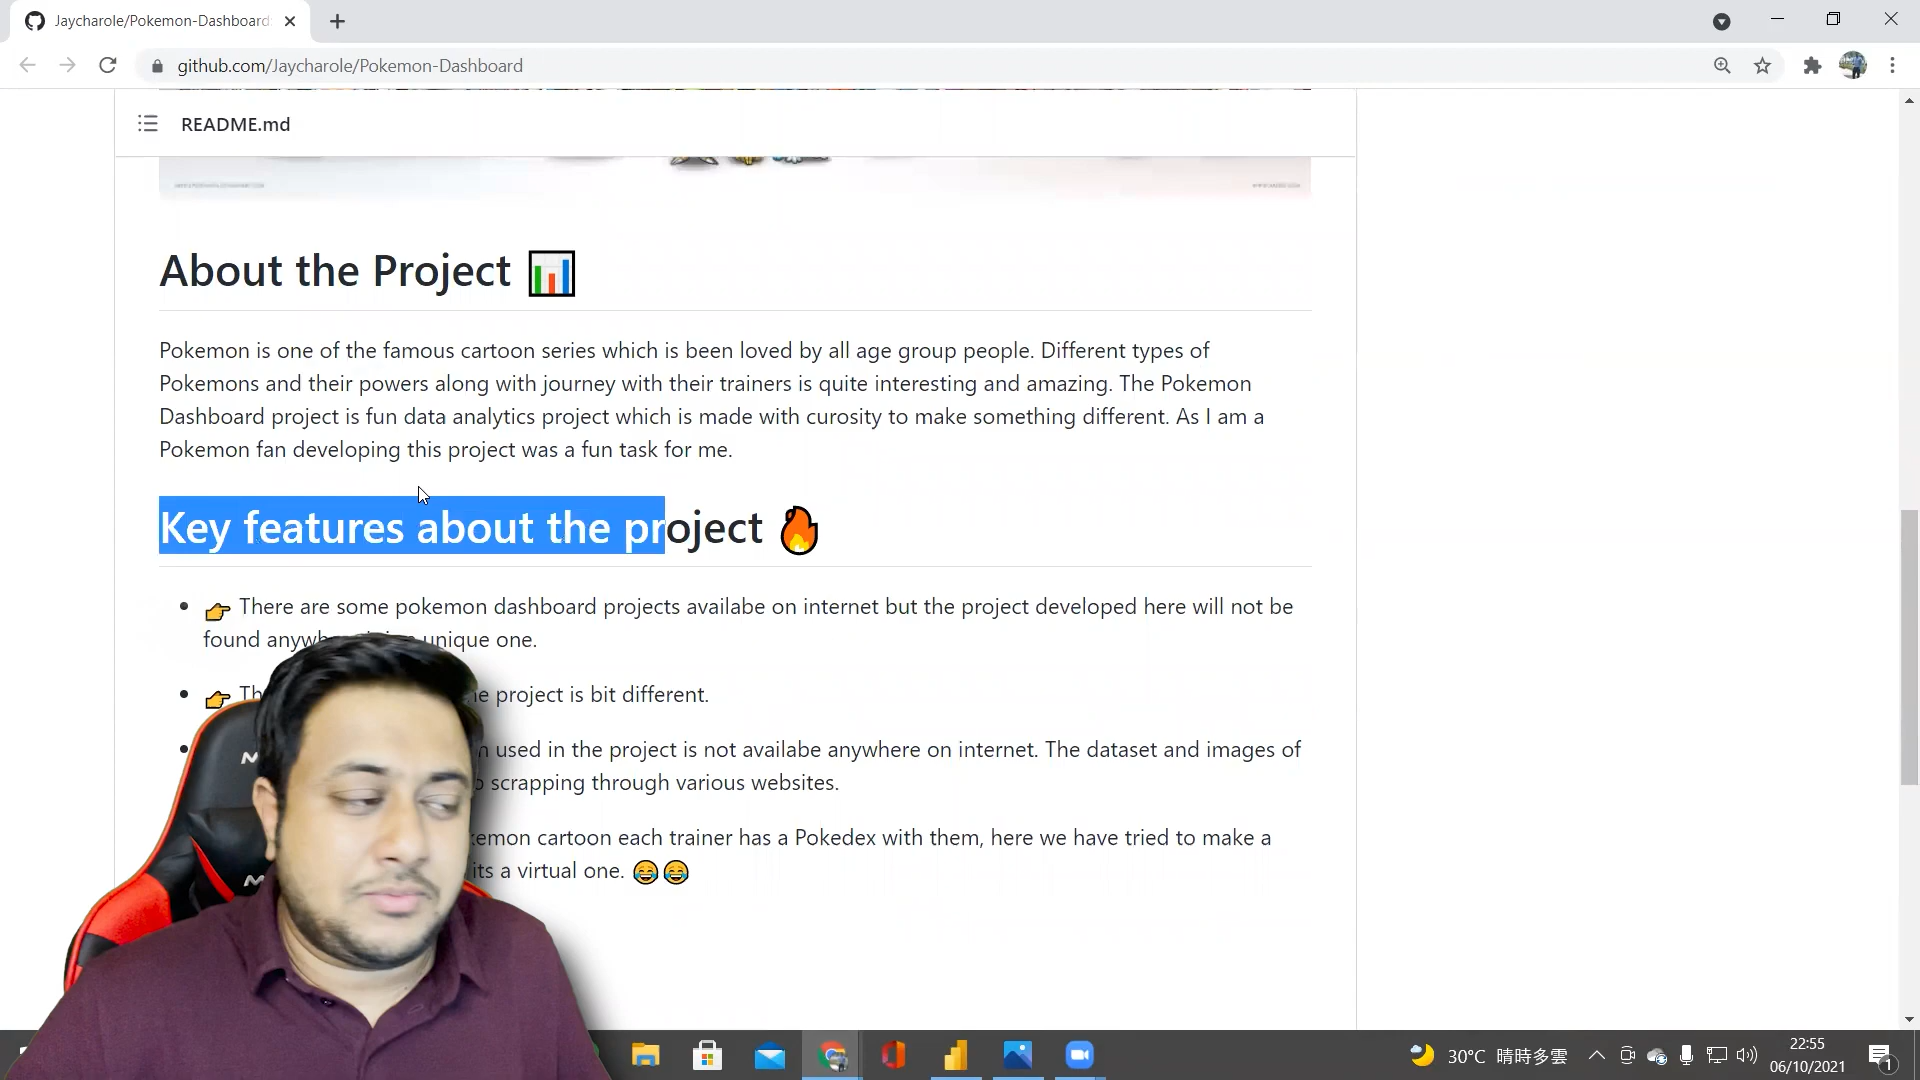 Jaycharole/Pokemon-Dashboard:
github.com/Jaycharole/Pokemon-Dashboard
README.md
About the Project
Pokemon is one of the famous cartoon series which is been loved by all age group people. Different types of
Pokemons and their powers along with journey with their trainers is quite interesting and amazing. The Pokemon
Dashboard project is fun data analytics project which is made with curosity to make something different. As I am a
Pokemon fan developing this project was a fun task for me.
Key features about the project
There are some pokemon dashboard projects availabe on internet but the project developed here will not be
found unique one.
project is bit different.
used in the project is not availabe anywhere on internet. The dataset and images of
scrapping through various websites.
cartoon each trainer has a Pokedex with them, here we have tried to make a
its a virtual one.
30°C 晴時多雲
22:55
06/10/2021
1